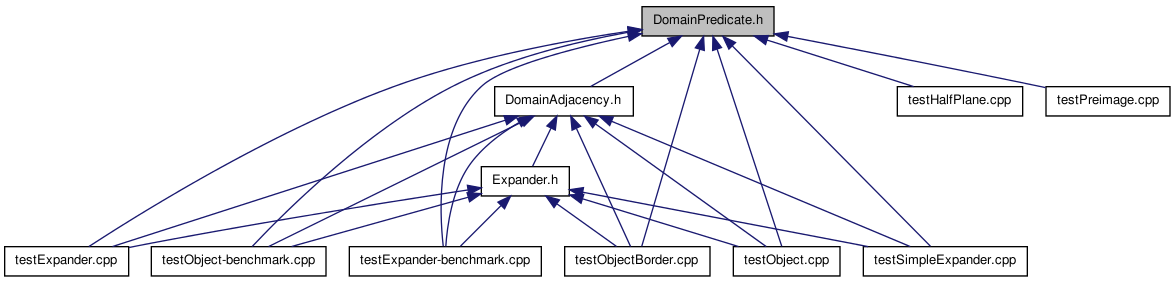 DomainPredicate.h
DomainAdjacency.h
testHalfPlane.cpp
testPreimage.cpp
Expander.h
testExpander.cpp
testObject-benchmark.cpp
testExpander-benchmark.cpp
testObjectBorder.cpp
testObject.cpp
testSimpleExpander.cpp